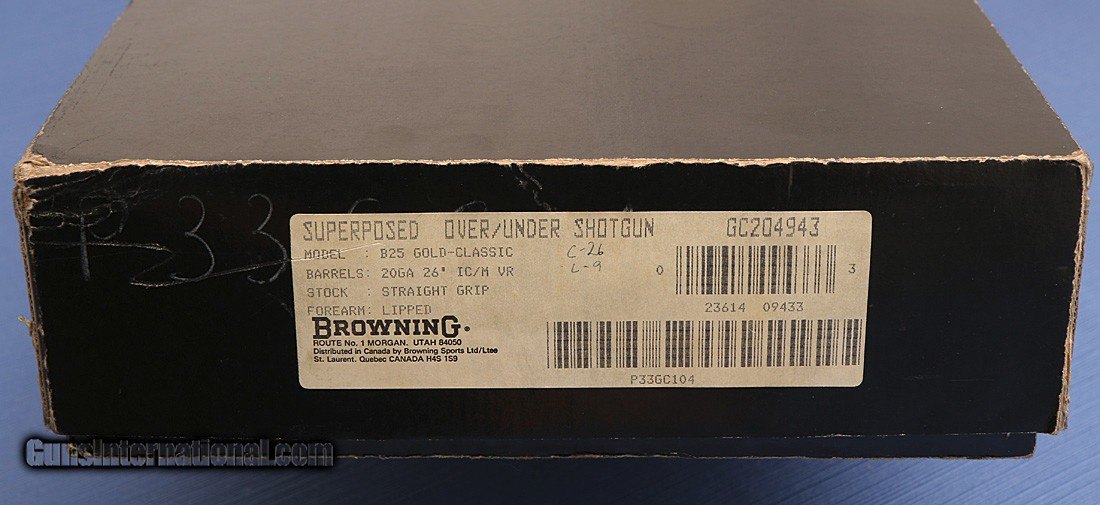 P 33
SUPERPOSED OVER/UNDER SHOTGUN GC204943
MODEL : B25 GOLD-CLASSIC C-26
BARRELS: 20GA 26" IC/M VR L-9
STOCK : STRAIGHT GRIP
0 23614 09433 3
FOREARM: LIPPED
BROWNING.
ROUTE No. 1 MORGAN, UTAH 84050
Distributed in Canada by Browning Sports Ltd/Ltee
St. Laurent, Quebec CANADA H4S 1S9
P33GC104
GunsInternational.com